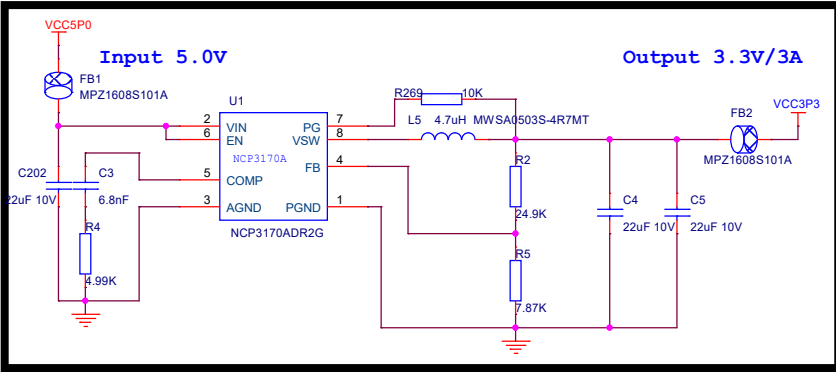 VCC5P0
Input 5.0V
Output 3.3V/3A
FB1
MPZ1608S101A
U1
R269 10K
VCC3P3
FB2
MPZ1608S101A
2 VIN
6 EN
PG 7
VSW 8
L5 4.7uH MWSA0503S-4R7MT
NCP3170A
FB 4
R2
24.9K
5 COMP
3 AGND
PGND 1
NCP3170ADR2G
C202
22uF 10V
C3
6.8nF
R4
4.99K
C4
22uF 10V
C5
22uF 10V
R5
7.87K